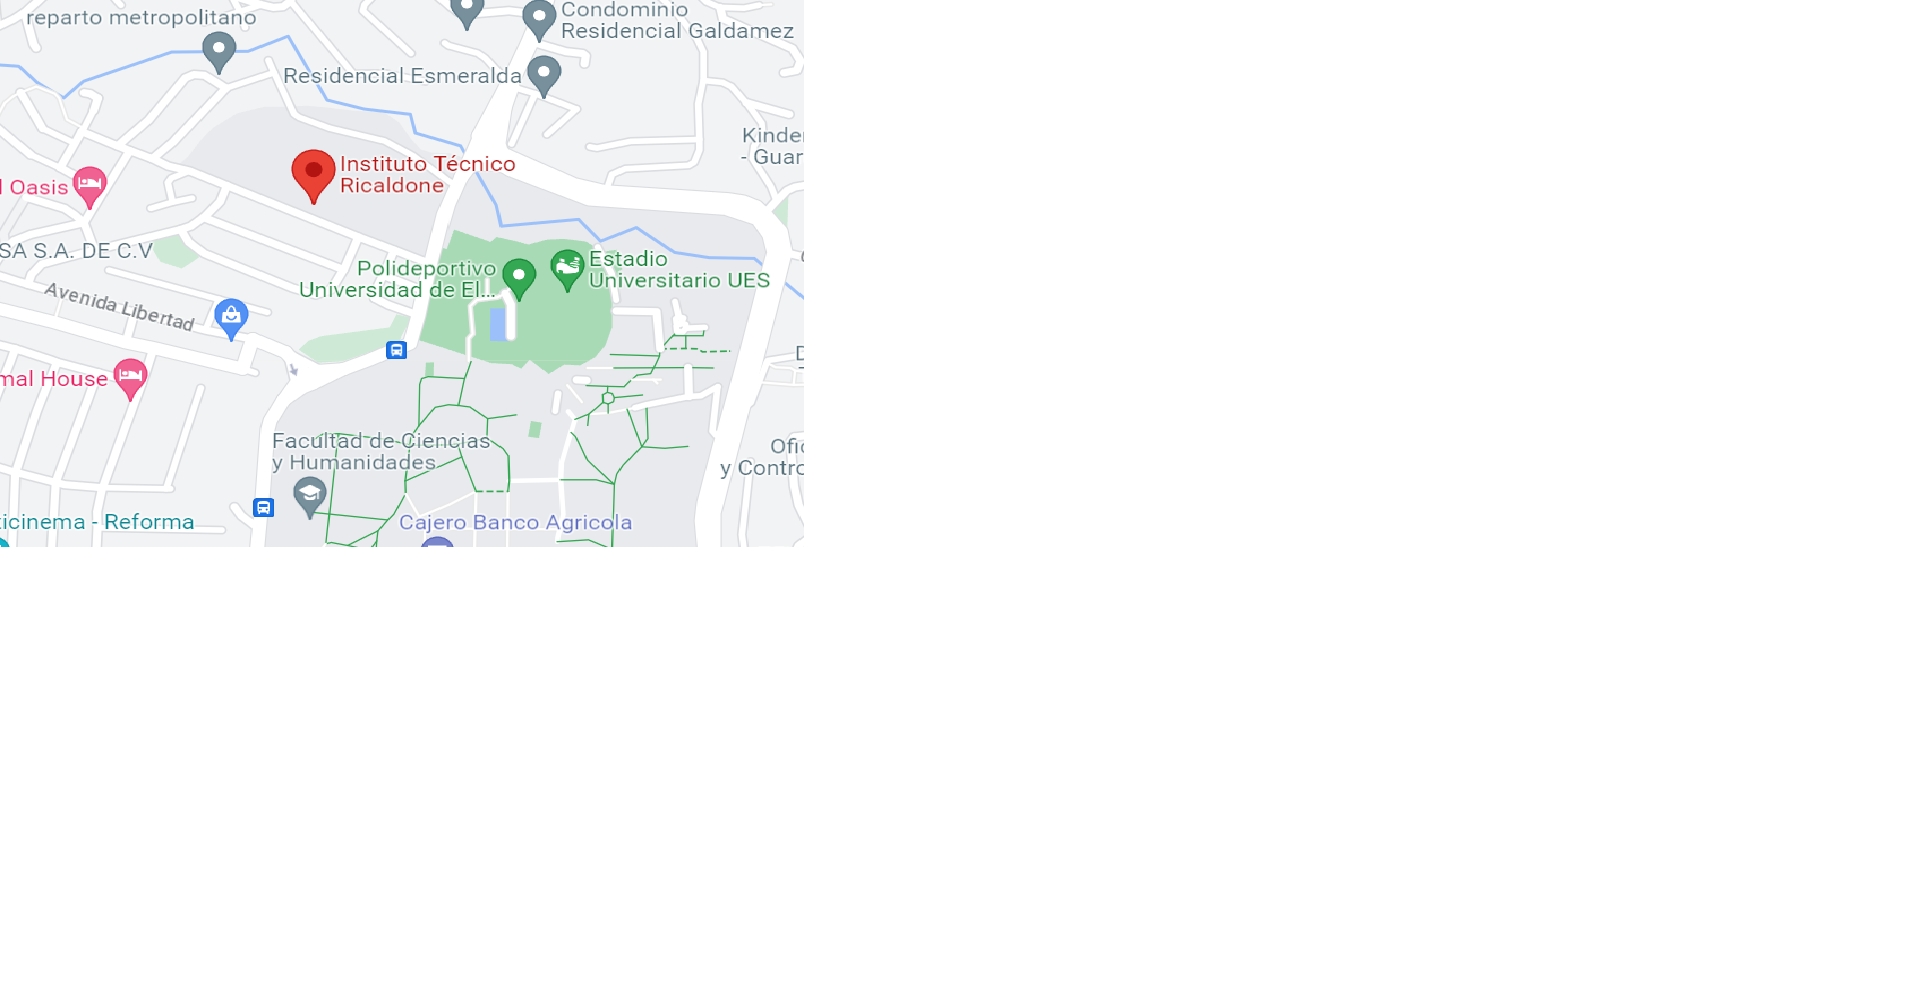 reparto metropolitano
Condominio
Residencial Galdamez
Residencial Esmeralda
Kinder
- Guar
Instituto Técnico
Ricaldone
l Oasis
SA S.A. DE C.V
Polideportivo
Universidad de El...
Estadio
Universitario UES
Avenida Libertad
mal House
Facultad de Ciencias
y Humanidades
Ofic
y Contro
ticinema - Reforma
Cajero Banco Agricola